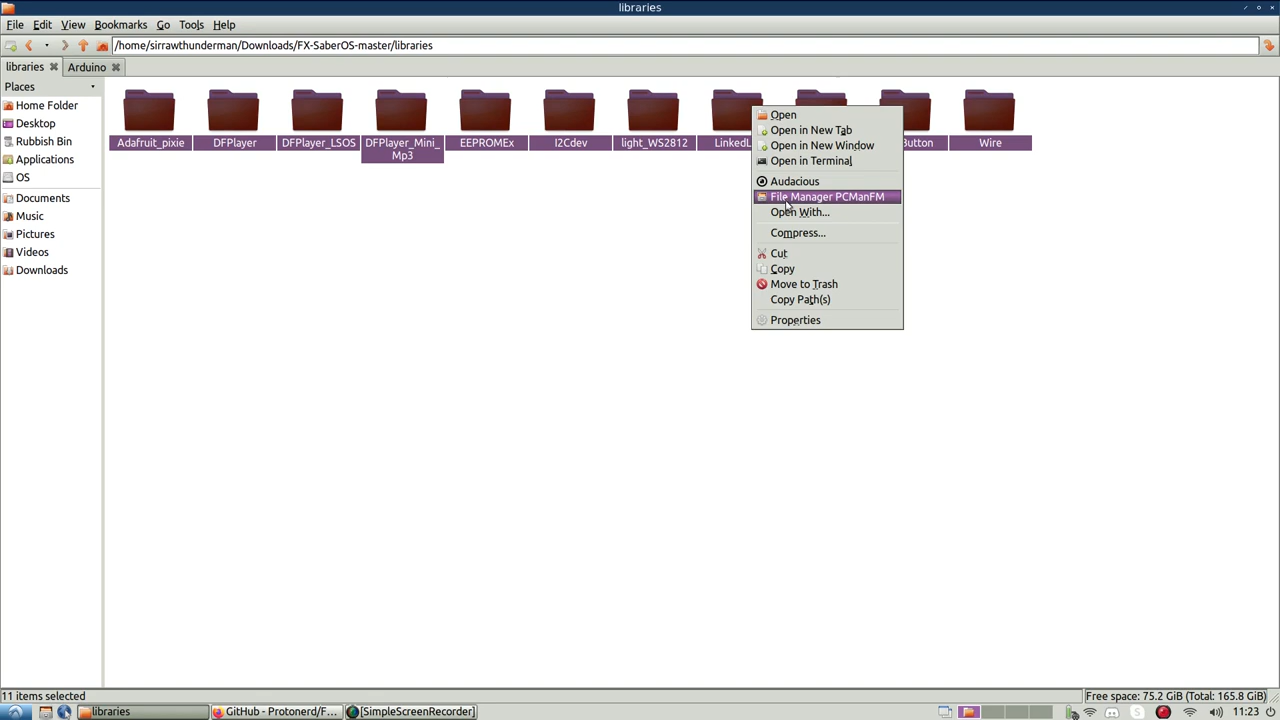 libraries
File Edit View Bookmarks Go Tools Help
/home/sirrawthunderman/Downloads/FX-SaberOS-master/libraries
libraries Arduino
Places
Home Folder
Desktop
Rubbish Bin
Applications
OS
Documents
Music
Pictures
Videos
Downloads
Adafruit_pixie DFPlayer DFPlayer_LSOS DFPlayer_Mini_ EEPROMEx I2Cdev light_WS2812 LinkedL Button Wire
Mp3
Open
Open in New Tab
Open in New Window
Open in Terminal
Audacious
File Manager PCManFM
Open With...
Compress...
Cut
Copy
Move to Trash
Copy Path(s)
Properties
11 items selected Free space: 75.2 GiB (Total: 165.8 GiB)
libraries GitHub - Protonerd/F... [SimpleScreenRecorder] 11:23